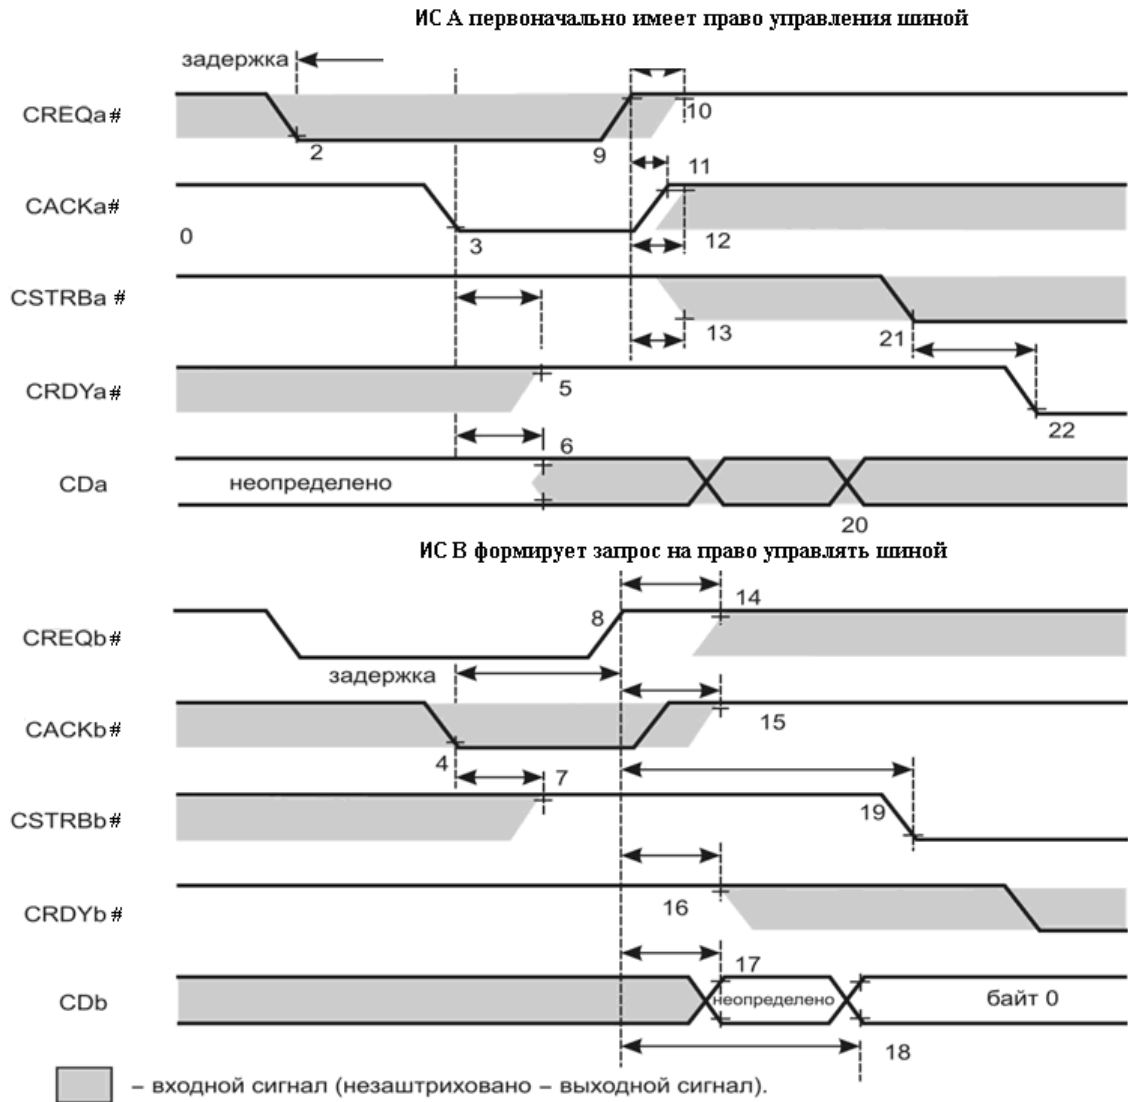 ИС А первоначально имеет право управления шиной
задержка
CREQa#
2
9
10
11
CACKa#
0
3
12
CSTRBa #
13
21
CRDYa#
5
22
6
CDa
неопределено
20
ИС В формирует запрос на право управлять шиной
14
8
CREQb#
задержка
CACKb#
15
4
7
CSTRBb#
19
CRDYb#
16
17
CDb
неопределено
байт 0
18
– входной сигнал (незаштриховано – выходной сигнал).